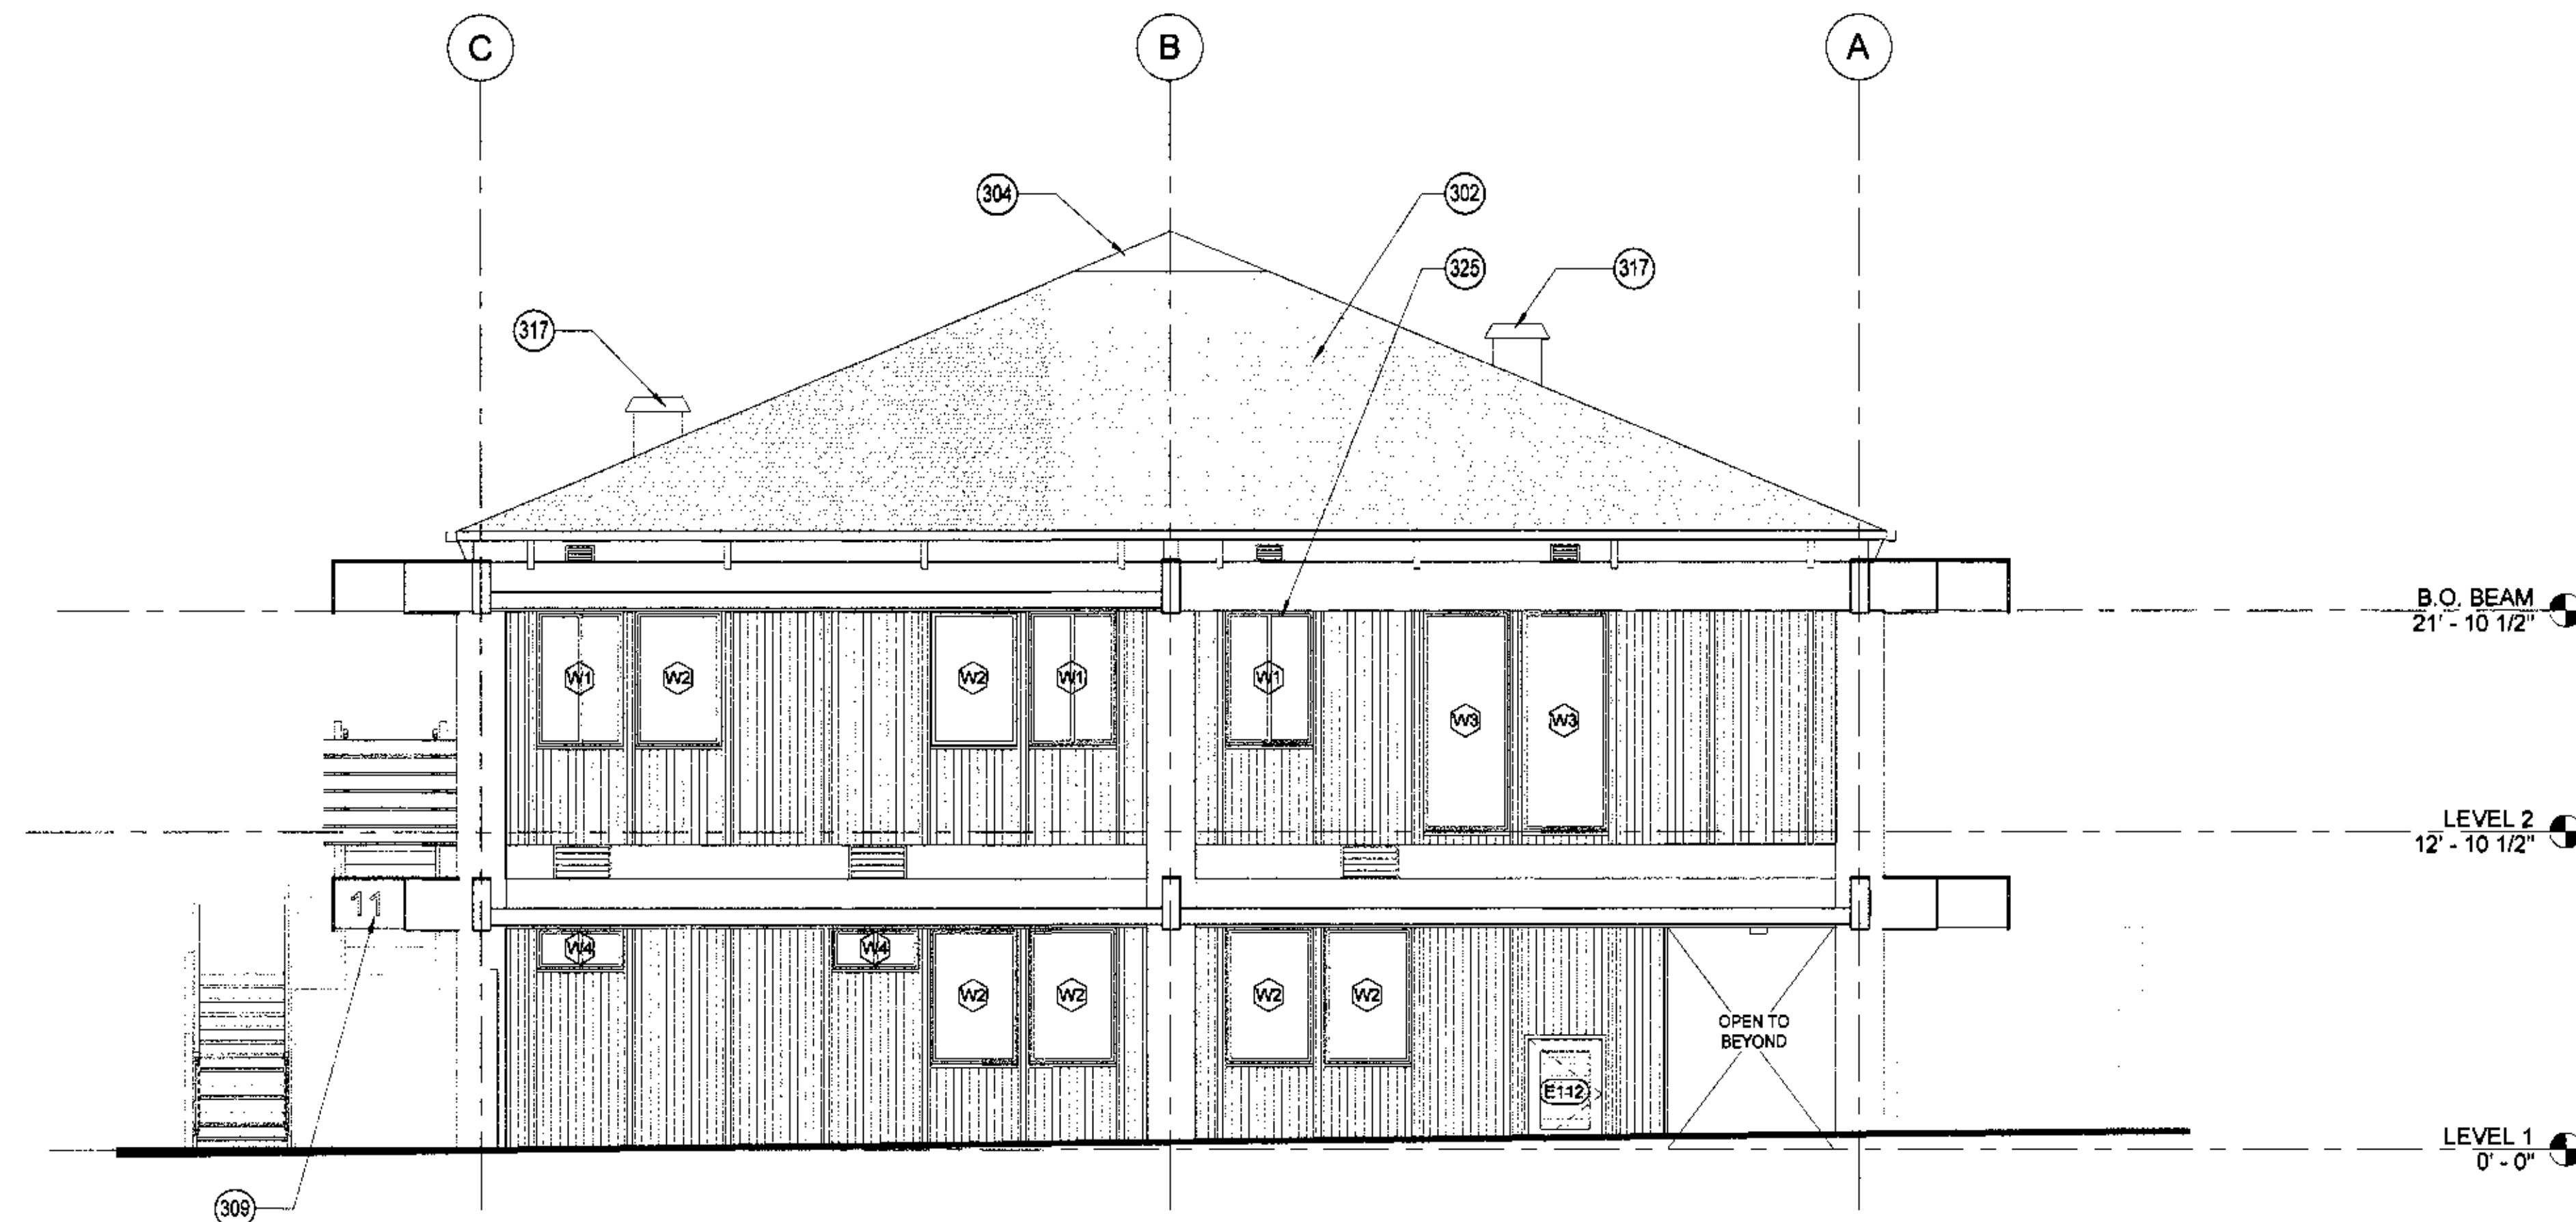 C
B
A
304
302
325
317
317
B.O. BEAM
21' - 10 1/2"
W1
W2
W2
W1
W1
W3
W3
LEVEL 2
12' - 10 1/2"
11
W4
W4
W2
W2
W2
W2
OPEN TO
BEYOND
E112
LEVEL 1
0' - 0"
309